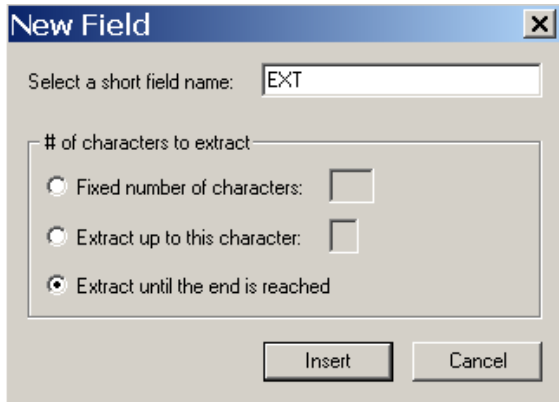 New Field
Select a short field name: EXT
# of characters to extract
Fixed number of characters:
Extract up to this character:
Extract until the end is reached
Insert Cancel